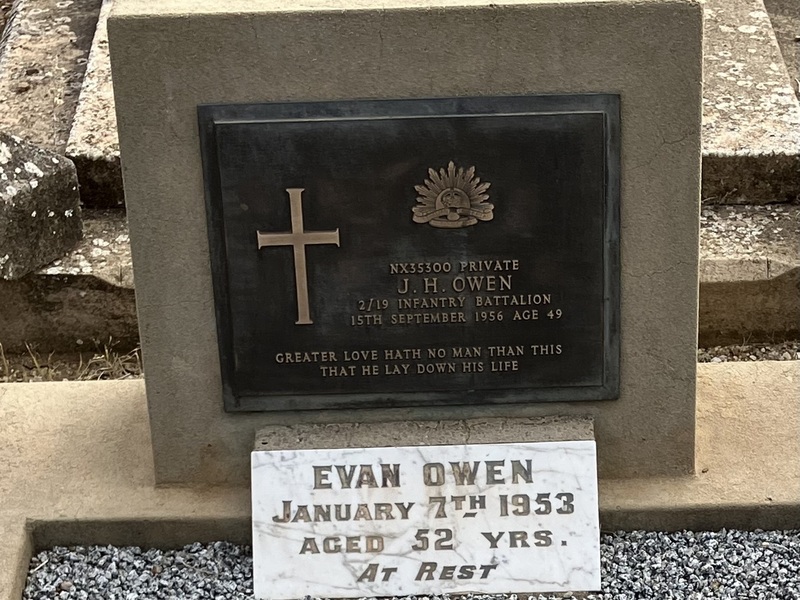 NX35300 PRIVATE
J. H. OWEN
2/19 INFANTRY BATTALION
15TH SEPTEMBER 1956 AGE 49
GREATER LOVE HATH NO MAN THAN THIS
THAT HE LAY DOWN HIS LIFE
EVAN OWEN
JANUARY 7TH 1953
AGED 52 YRS.
AT REST